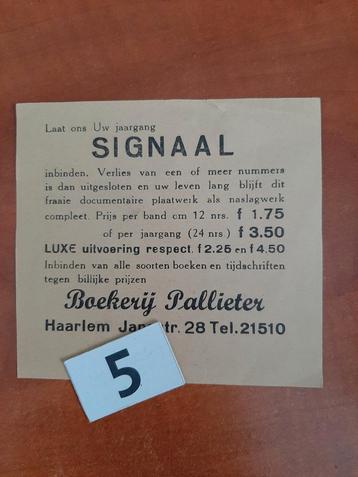 Laat ons Uw jaargang
SIGNAAL
inbinden. Verlies van een of meer nummers
is dan uitgesloten en uw leven lang blijft dit
fraaie documentaire plaatwerk als naslagwerk
compleet. Prijs per band cm 12 nrs. f 1.75
of per jaargang (24 nrs.) f 3.50
LUXE uitvoering respect. f 2.25 en f 4.50
Inbinden van alle soorten boeken en tijdschriften
tegen billijke prijzen
Boekerij Pallieter
Haarlem Jansstr. 28 Tel. 21510
5